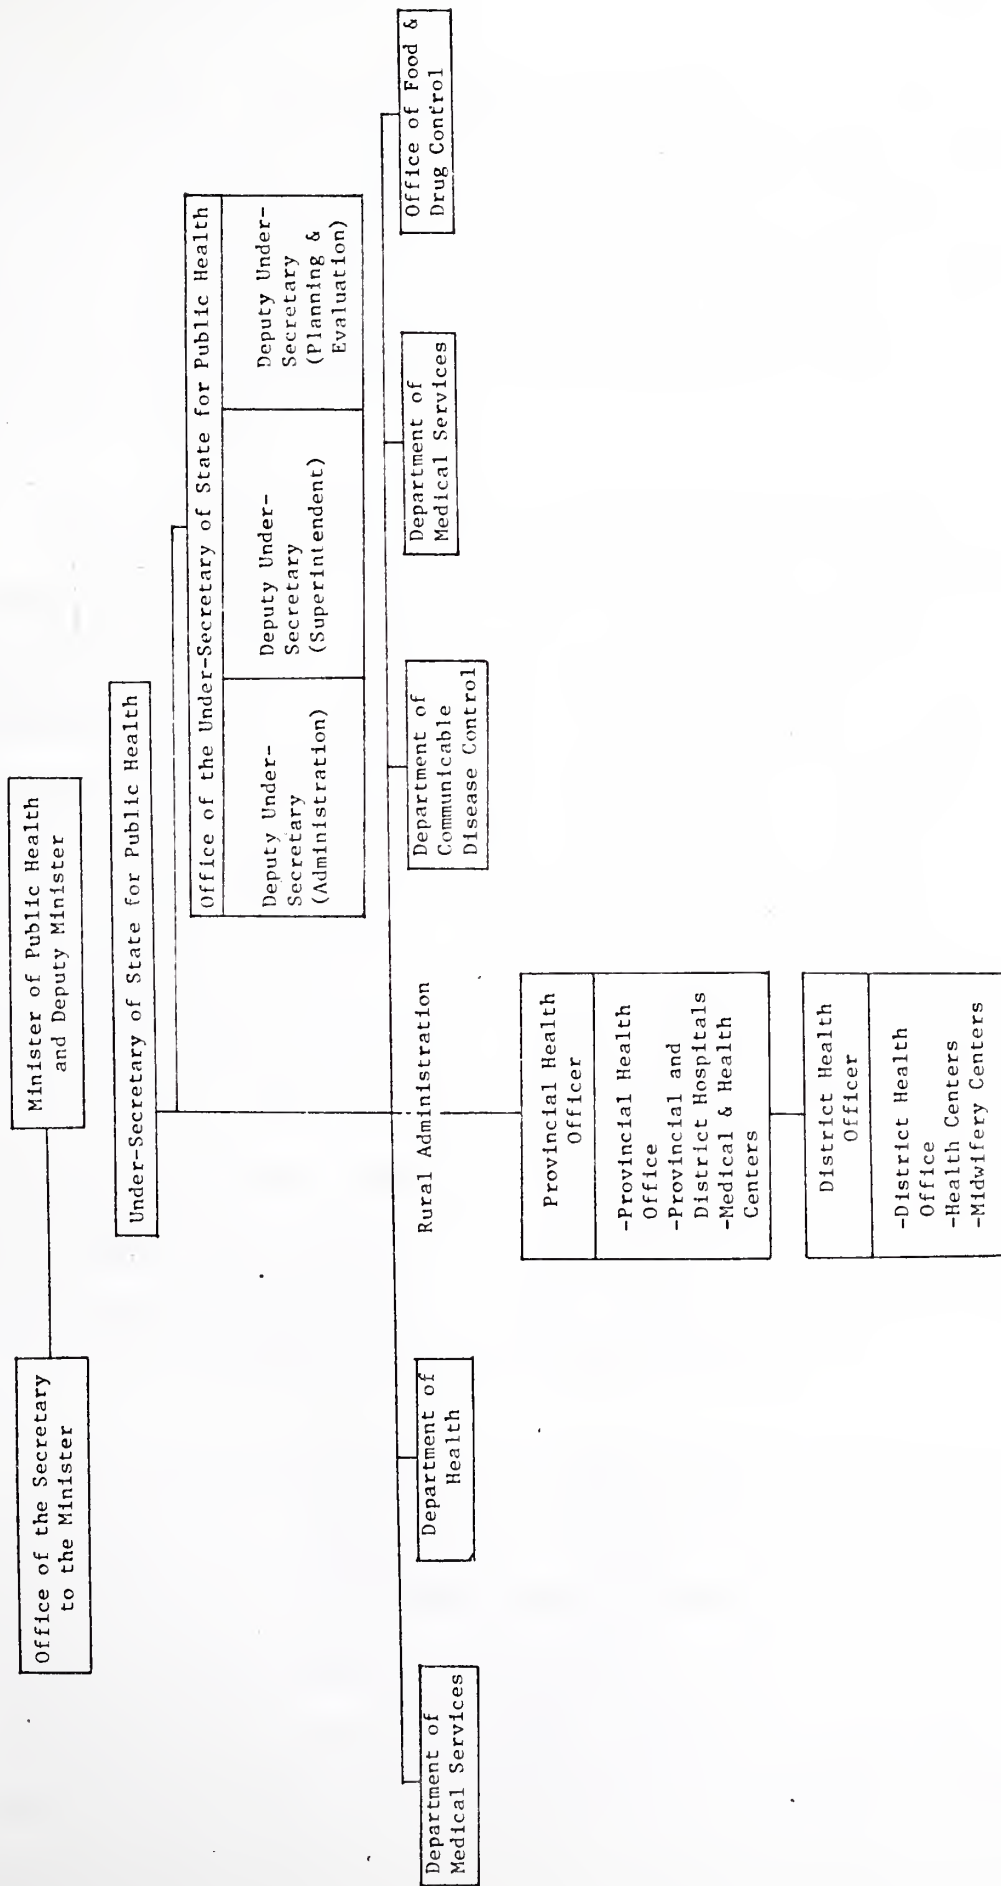 Office of the Secretary
to the Minister
Minister of Public Health
and Deputy Minister
Under-Secretary of State for Public Health
Office of the Under-Secretary of State for Public Health
Deputy Under-
Secretary
(Administration)
Deputy Under-
Secretary
(Superintendent)
Deputy Under-
Secretary
(Planning &
Evaluation)
Department of
Medical Services
Department of
Health
Rural Administration
Department of
Communicable
Disease Control
Department of
Medical Services
Office of Food &
Drug Control
Provincial Health
Officer
-Provincial Health
Office
-Provincial and
District Hospitals
-Medical & Health
Centers
District Health
Officer
-District Health
Office
-Health Centers
-Midwifery Centers